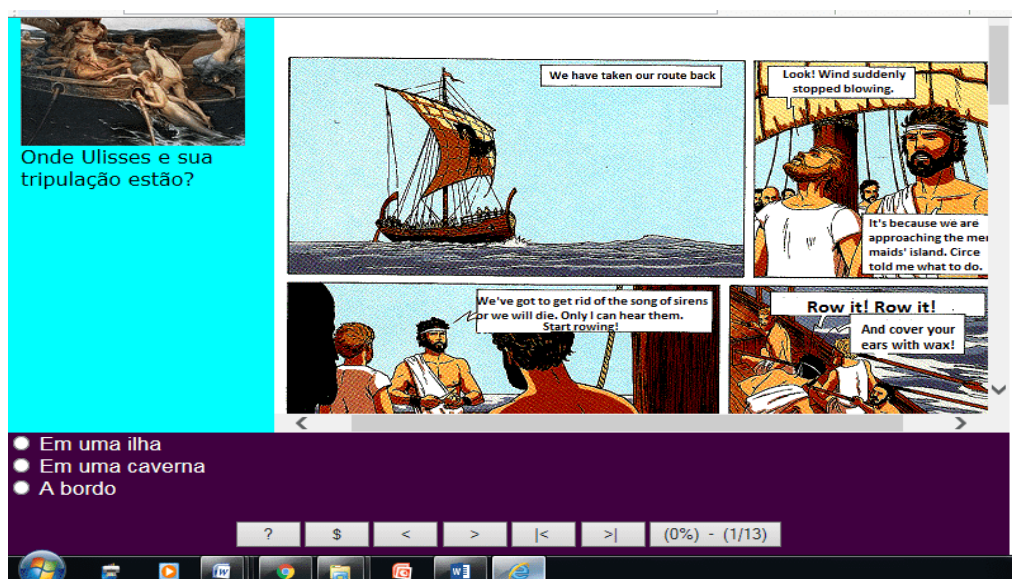 Onde Ulisses e sua
tripulação estão?
We have taken our route back
Look! Wind suddenly
stopped blowing.
It's because we are
approaching the mer
maids' island. Circe
told me what to do.
We've got to get rid of the song of sirens
or we will die. Only I can hear them.
Start rowing!
Row it! Row it!
And cover your
ears with wax!
Em uma ilha
Em uma caverna
A bordo
? $ < > |< >| (0%) - (1/13)